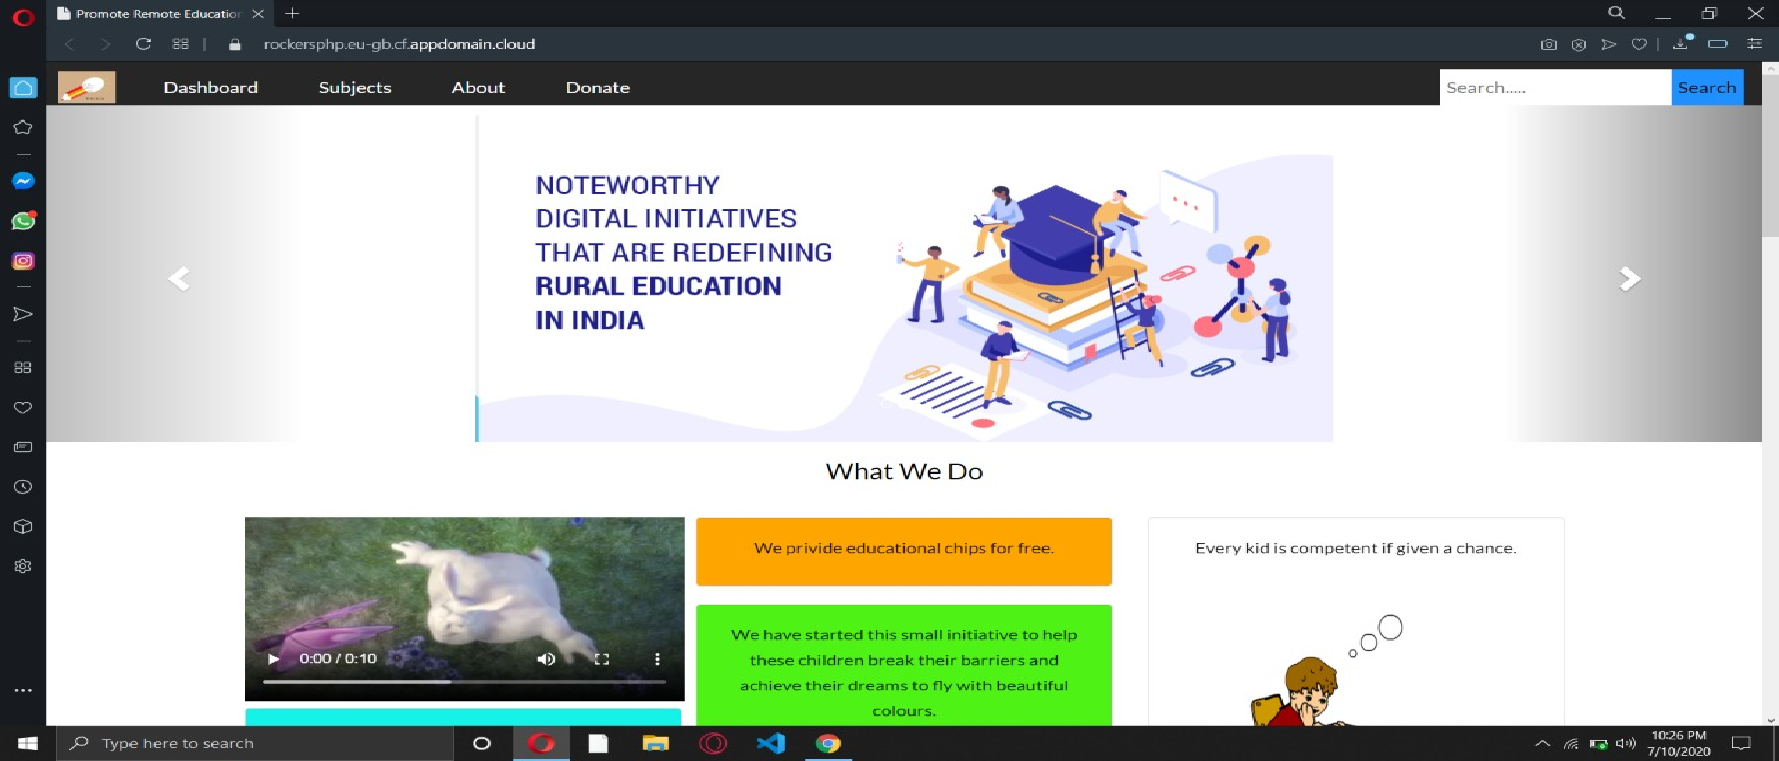 Promote Remote Education
rockersphp.eu-gb.cf.appdomain.cloud
Dashboard Subjects About Donate Search..... Search
NOTEWORTHY
DIGITAL INITIATIVES
THAT ARE REDEFINING
RURAL EDUCATION
IN INDIA
What We Do
We privide educational chips for free.
Every kid is competent if given a chance.
We have started this small initiative to help
these children break their barriers and
achieve their dreams to fly with beautiful
colours.
0:00 / 0:10
Type here to search
10:26 PM
7/10/2020